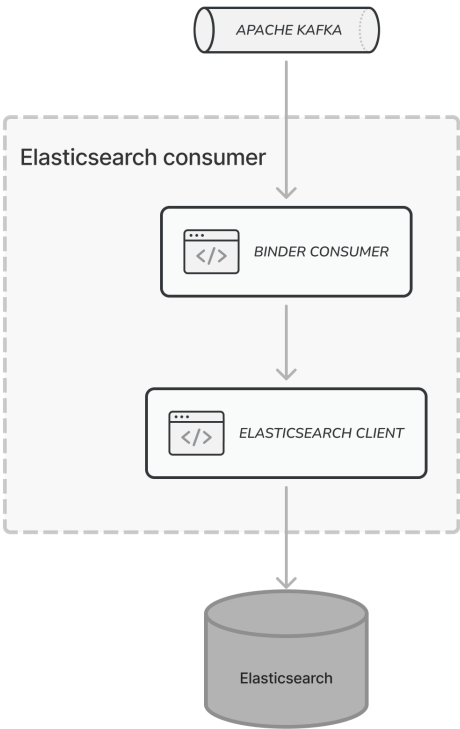 APACHE KAFKA
Elasticsearch consumer
</>
BINDER CONSUMER
</>
ELASTICSEARCH CLIENT
Elasticsearch